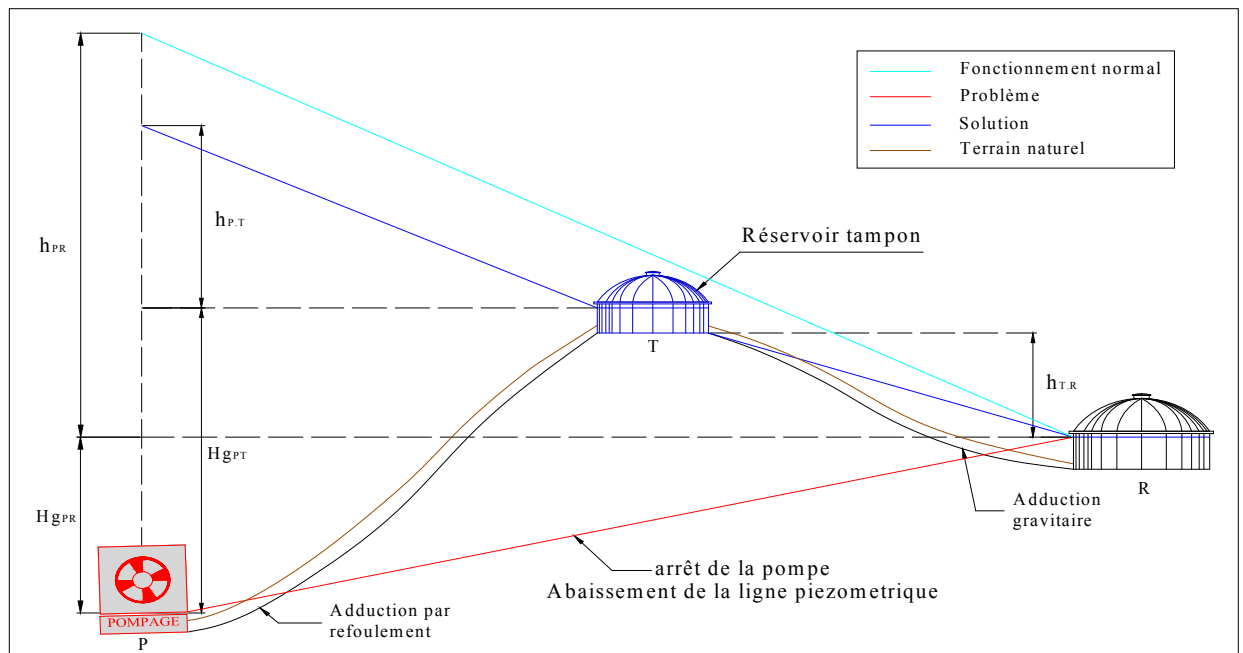 Fonctionnement normal
Problème
Solution
Terrain naturel
Réservoir tampon
hP.T
hPR
T
hT.R
HgPT
HgPR
R
Adduction
gravitaire
arrêt de la pompe
Abaissement de la ligne piezometrique
Adduction par
refoulement
POMPAGE
P